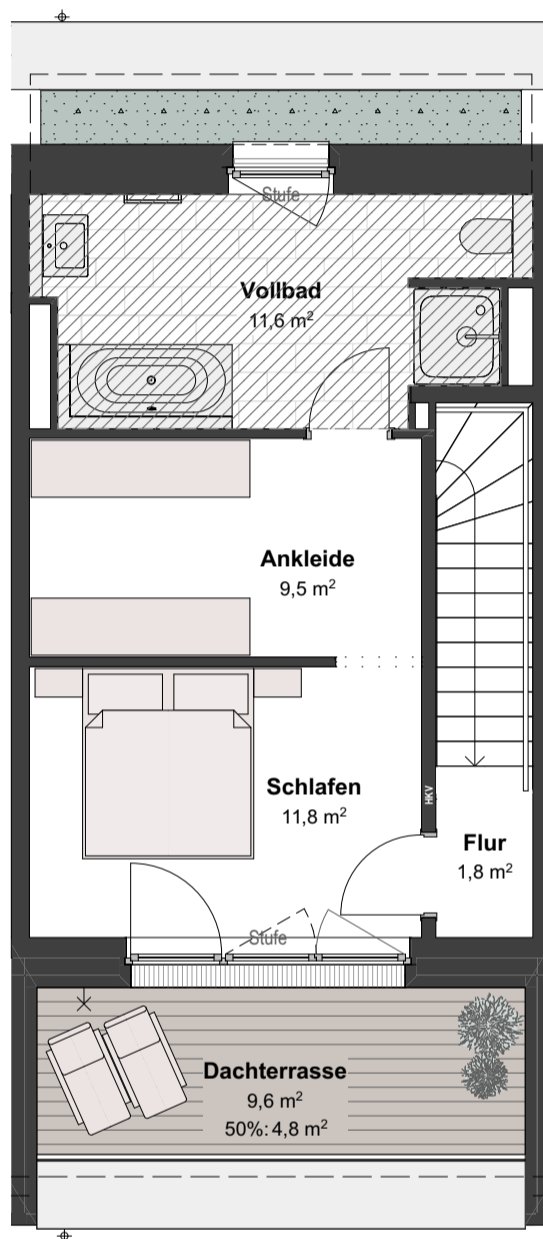 Stufe
Vollbad
11,6 m²
Ankleide
9,5 m²
Schlafen
11,8 m²
HKV
Flur
1,8 m²
Stufe
Dachterrasse
9,6 m²
50%: 4,8 m²